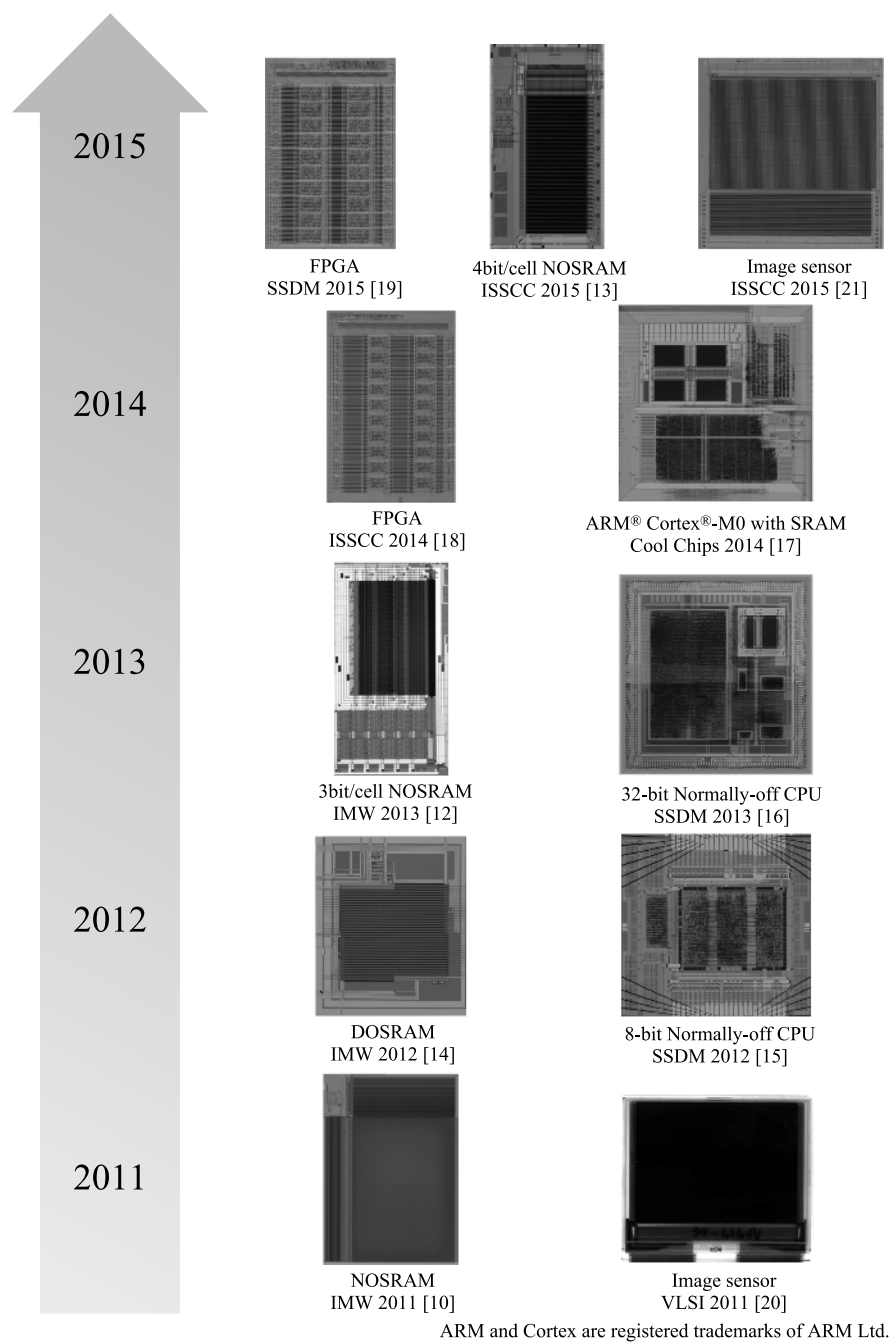 2015
FPGA
SSDM 2015 [19]
4bit/cell NOSRAM
ISSCC 2015 [13]
Image sensor
ISSCC 2015 [21]
2014
FPGA
ISSCC 2014 [18]
ARM® Cortex®-M0 with SRAM
Cool Chips 2014 [17]
2013
3bit/cell NOSRAM
IMW 2013 [12]
32-bit Normally-off CPU
SSDM 2013 [16]
2012
DOSRAM
IMW 2012 [14]
8-bit Normally-off CPU
SSDM 2012 [15]
2011
NOSRAM
IMW 2011 [10]
Image sensor
VLSI 2011 [20]
ARM and Cortex are registered trademarks of ARM Ltd.